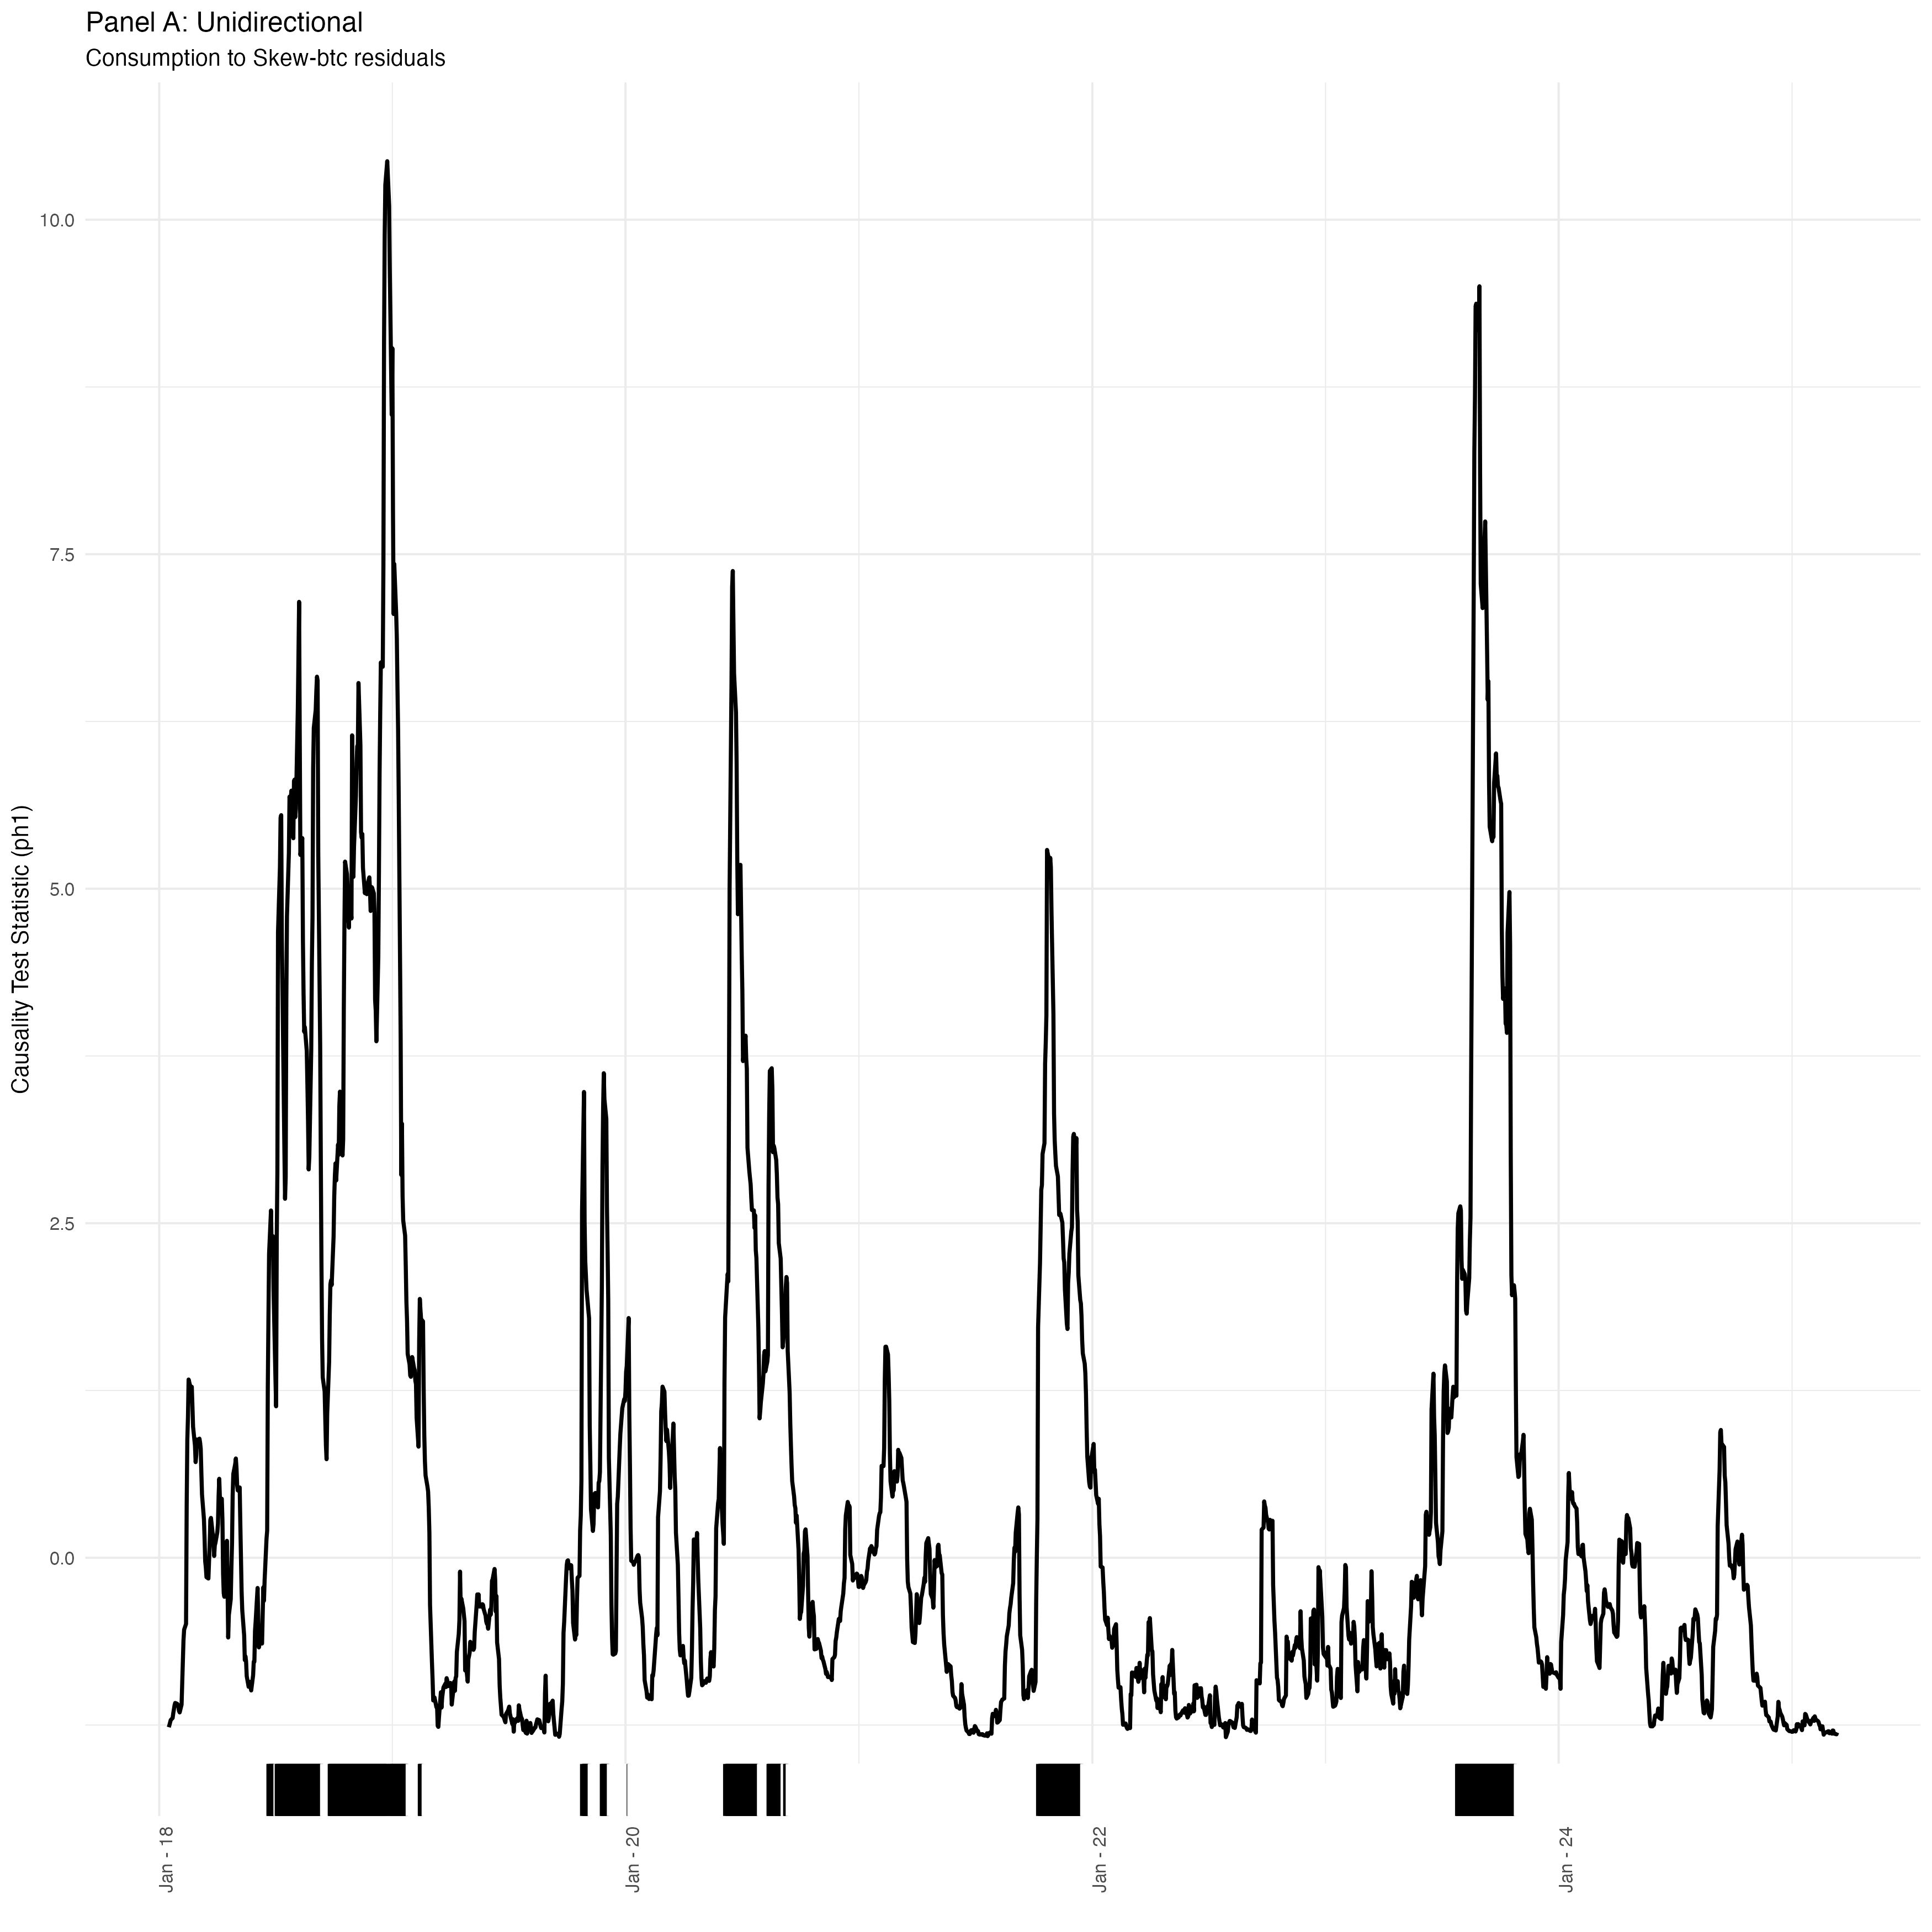 Panel A: Unidirectional
Consumption to Skew-btc residuals
Causality Test Statistic (ph1)
10.0
7.5
5.0
2.5
0.0
Jan - 18
Jan - 20
Jan - 22
Jan - 24